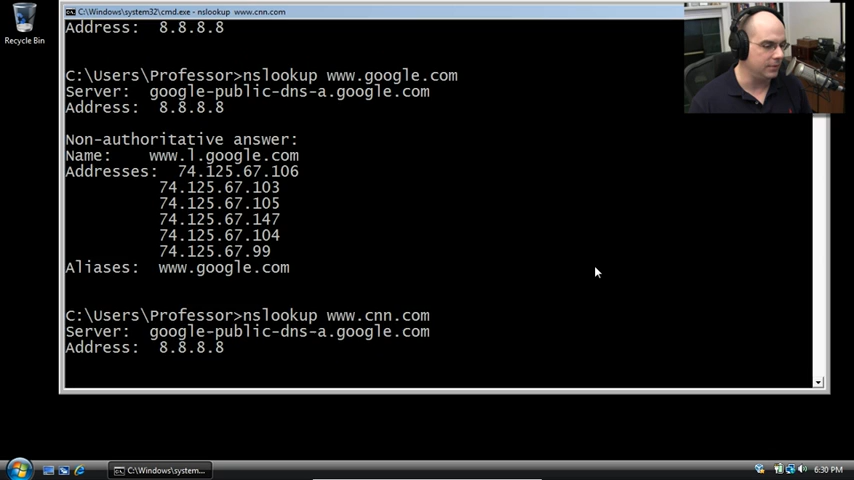 C:\Windows\system32\cmd.exe - nslookup www.cnn.com
Recycle Bin
Address:  8.8.8.8
C:\Users\Professor>nslookup www.google.com
Server:  google-public-dns-a.google.com
Address:  8.8.8.8
Non-authoritative answer:
Name:    www.l.google.com
Addresses:  74.125.67.106
74.125.67.103
74.125.67.105
74.125.67.147
74.125.67.104
74.125.67.99
Aliases:  www.google.com
C:\Users\Professor>nslookup www.cnn.com
Server:  google-public-dns-a.google.com
Address:  8.8.8.8
C:\Windows\system...
6:30 PM